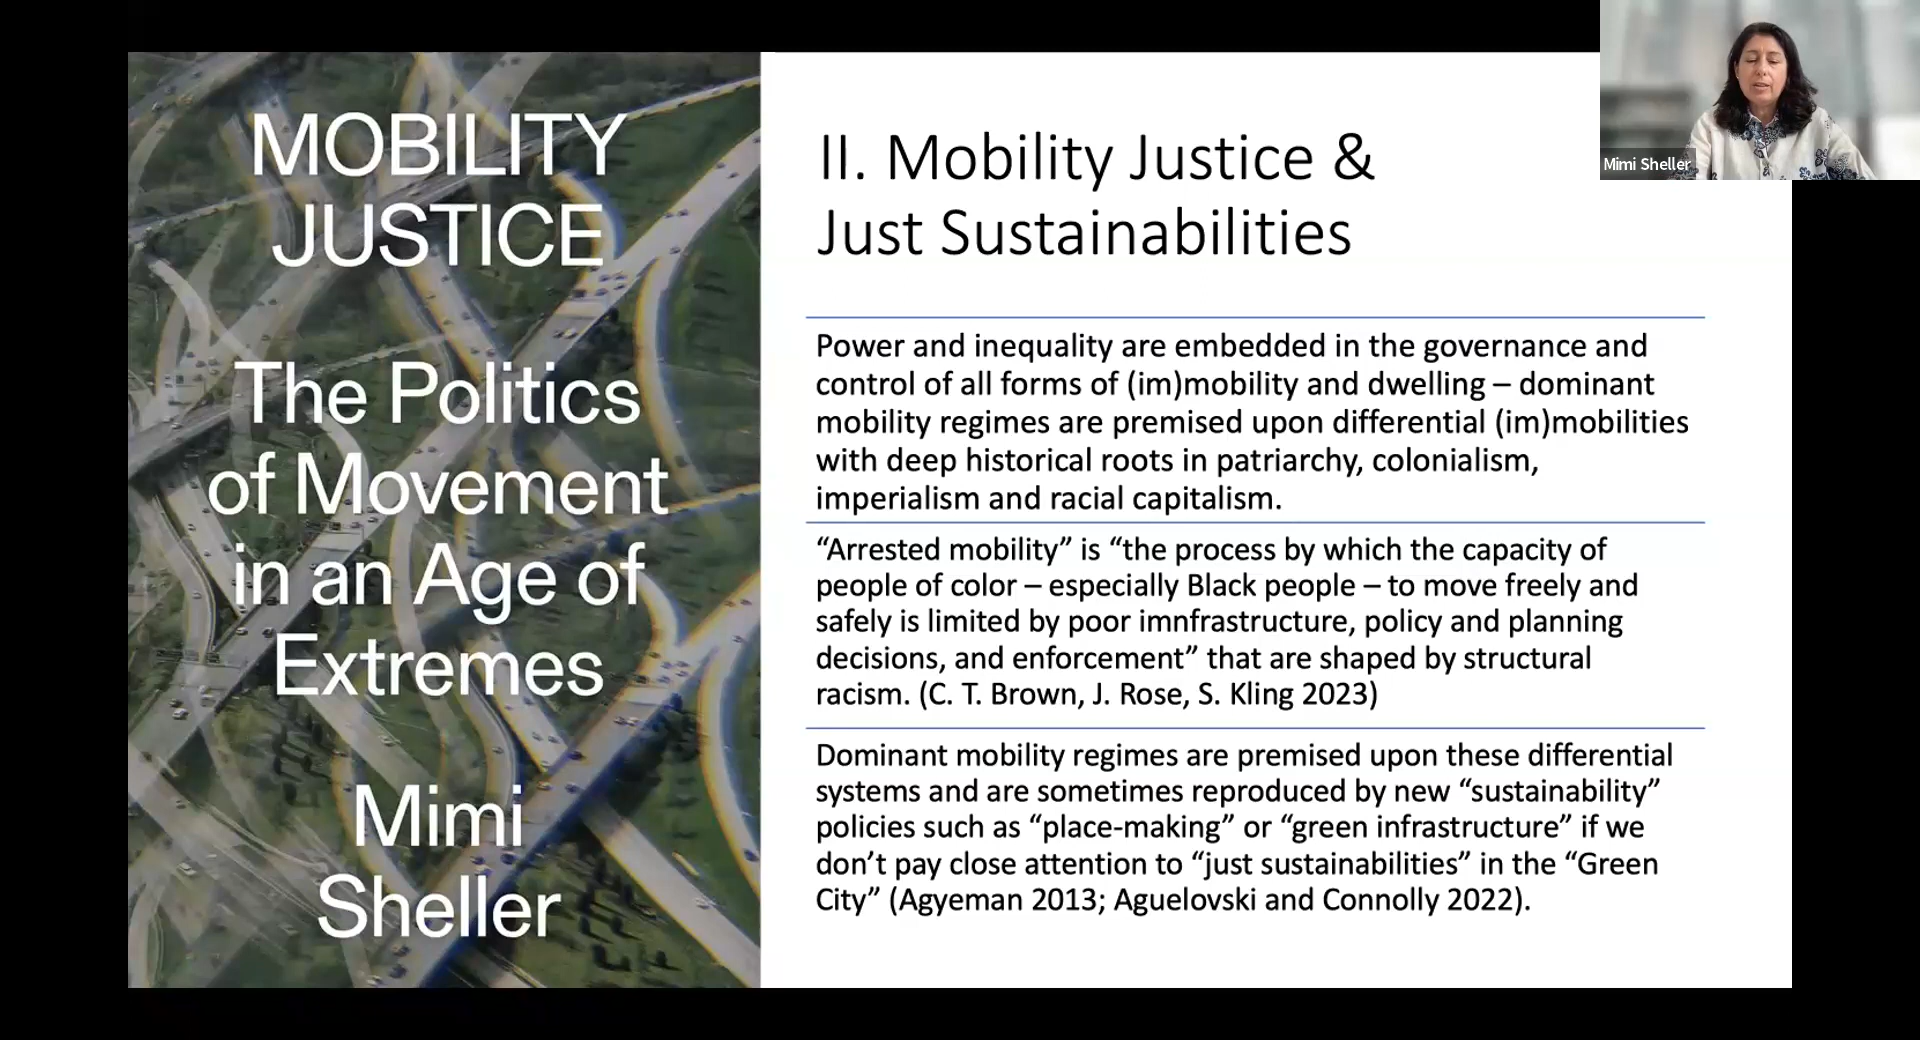 MOBILITY
JUSTICE
The Politics
of Movement
in an Age of
Extremes
Mimi
Sheller
II. Mobility Justice &
Just Sustainabilities
Power and inequality are embedded in the governance and
control of all forms of (im)mobility and dwelling – dominant
mobility regimes are premised upon differential (im)mobilities
with deep historical roots in patriarchy, colonialism,
imperialism and racial capitalism.
“Arrested mobility” is “the process by which the capacity of
people of color – especially Black people – to move freely and
safely is limited by poor imnfrastructure, policy and planning
decisions, and enforcement” that are shaped by structural
racism. (C. T. Brown, J. Rose, S. Kling 2023)
Dominant mobility regimes are premised upon these differential
systems and are sometimes reproduced by new “sustainability”
policies such as “place-making” or “green infrastructure” if we
don’t pay close attention to “just sustainabilities” in the “Green
City” (Agyeman 2013; Aguelovski and Connolly 2022).
Mimi Sheller